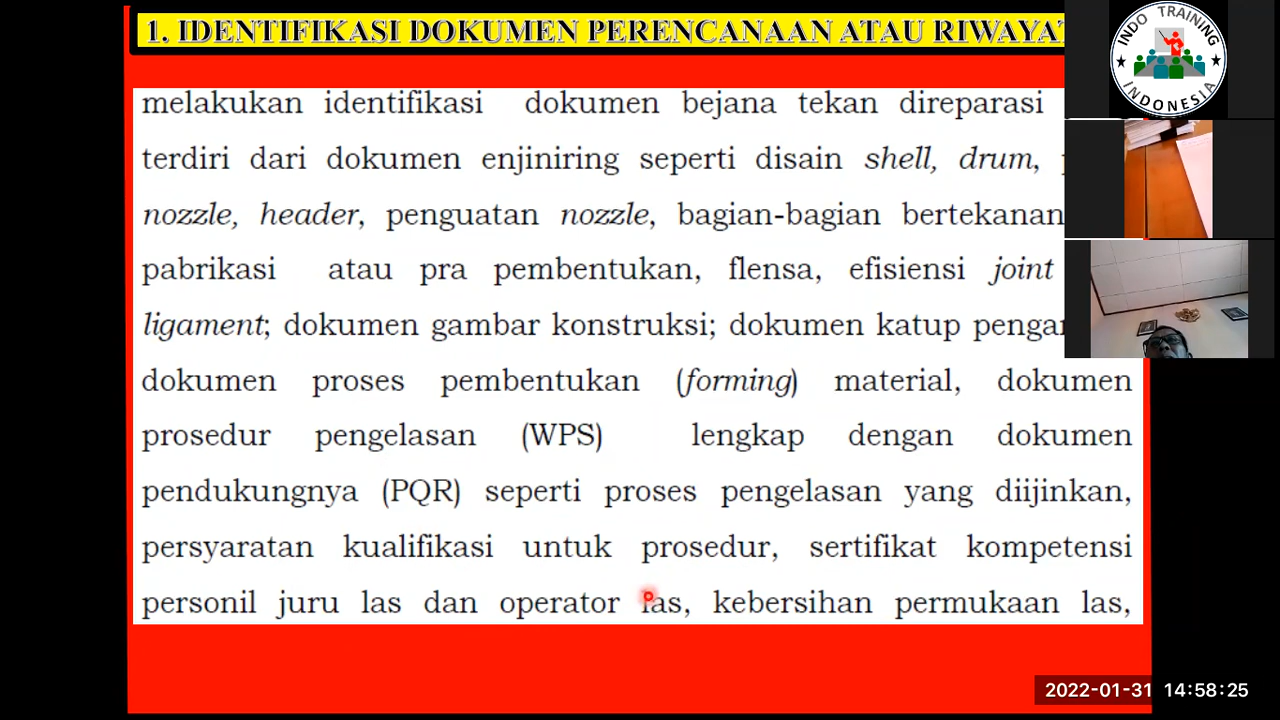 1. IDENTIFIKASI DOKUMEN PERENCANAAN ATAU RIWAYAT
melakukan identifikasi dokumen bejana tekan direparasi
terdiri dari dokumen enjiniring seperti disain shell, drum,
nozzle, header, penguatan nozzle, bagian-bagian bertekanan
pabrikasi atau pra pembentukan, flensa, efisiensi joint
ligament; dokumen gambar konstruksi; dokumen katup
dokumen proses pembentukan (forming) material, dokumen
prosedur pengelasan (WPS) lengkap dengan dokumen
pendukungnya (PQR) seperti proses pengelasan yang diijinkan,
persyaratan kualifikasi untuk prosedur, sertifikat kompetensi
personil juru las dan operator las, kebersihan permukaan las,
INDO TRAINING
INDONESIA
2022-01-31 14:58:25